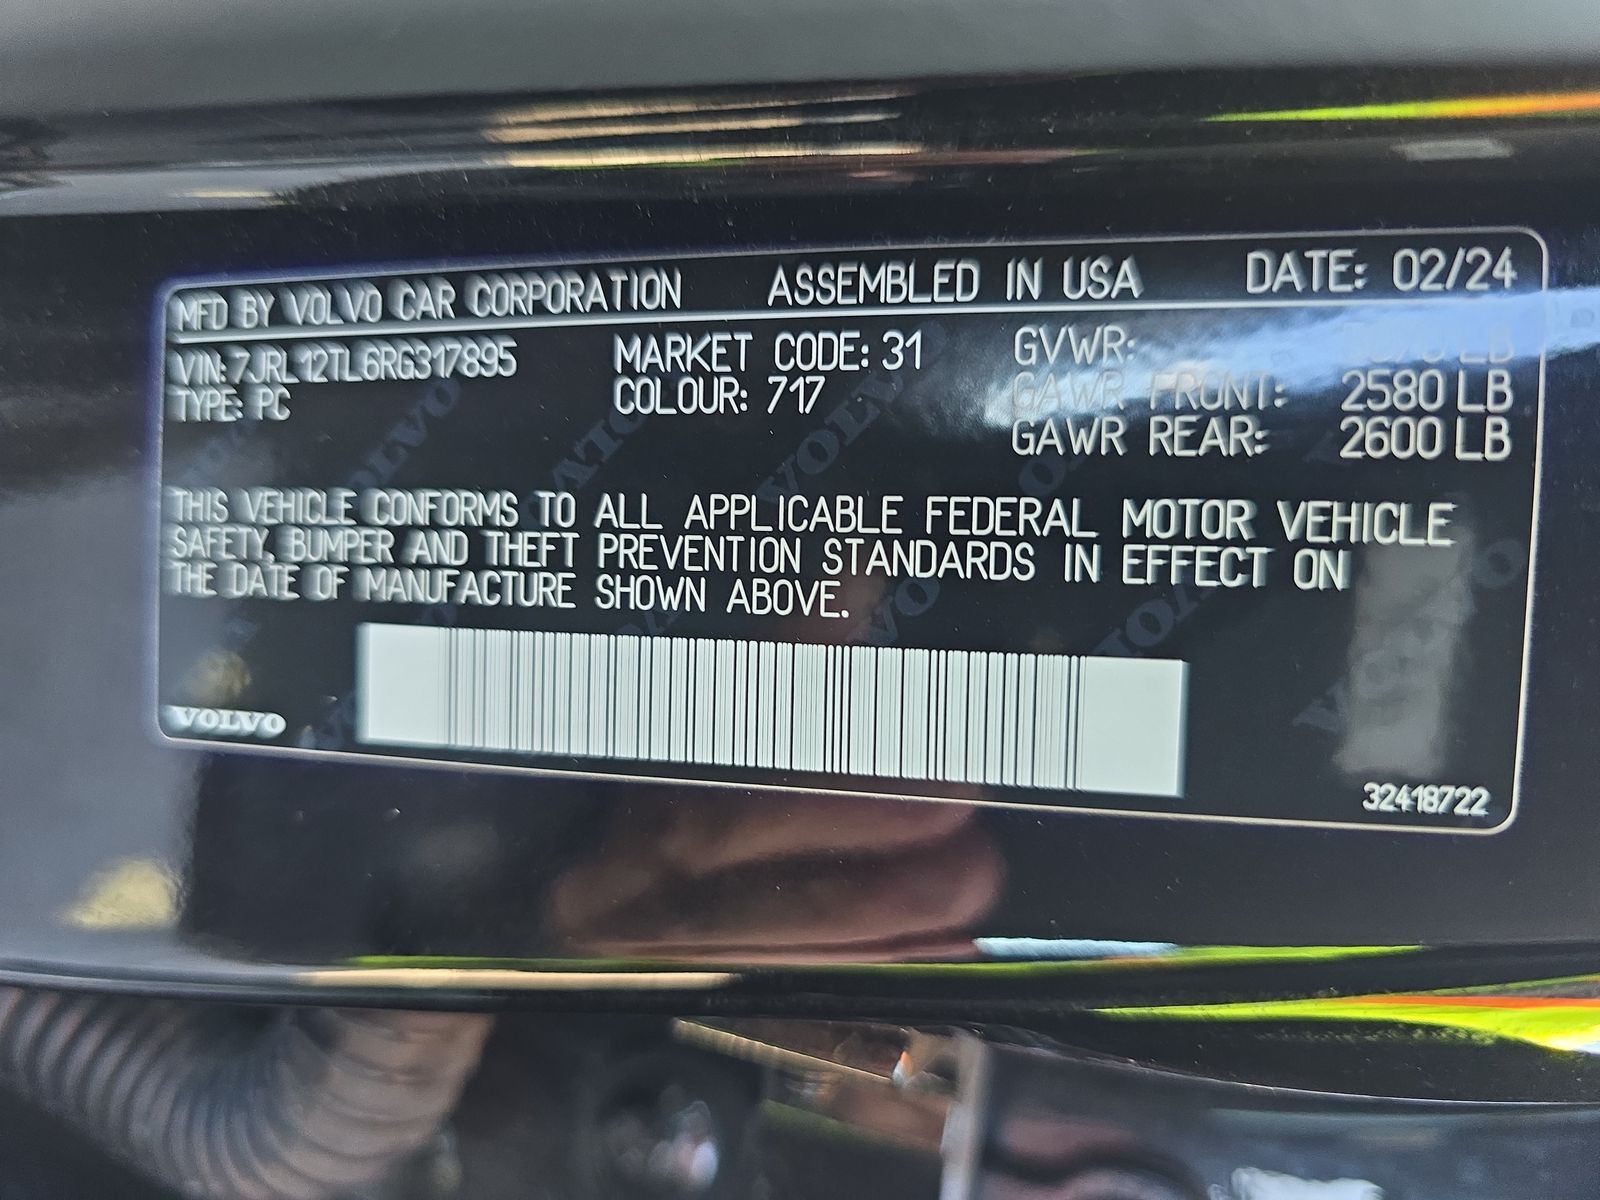 MFD BY VOLVO CAR CORPORATION ASSEMBLED IN USA DATE: 02/24
VIN: 7JRL12TL6RG317895 MARKET CODE: 31 GVWR: LB
TYPE: PC COLOUR: 717 GAWR FRONT: 2580 LB
GAWR REAR: 2600 LB
THIS VEHICLE CONFORMS TO ALL APPLICABLE FEDERAL MOTOR VEHICLE
SAFETY, BUMPER AND THEFT PREVENTION STANDARDS IN EFFECT ON
THE DATE OF MANUFACTURE SHOWN ABOVE.
VOLVO
32418722